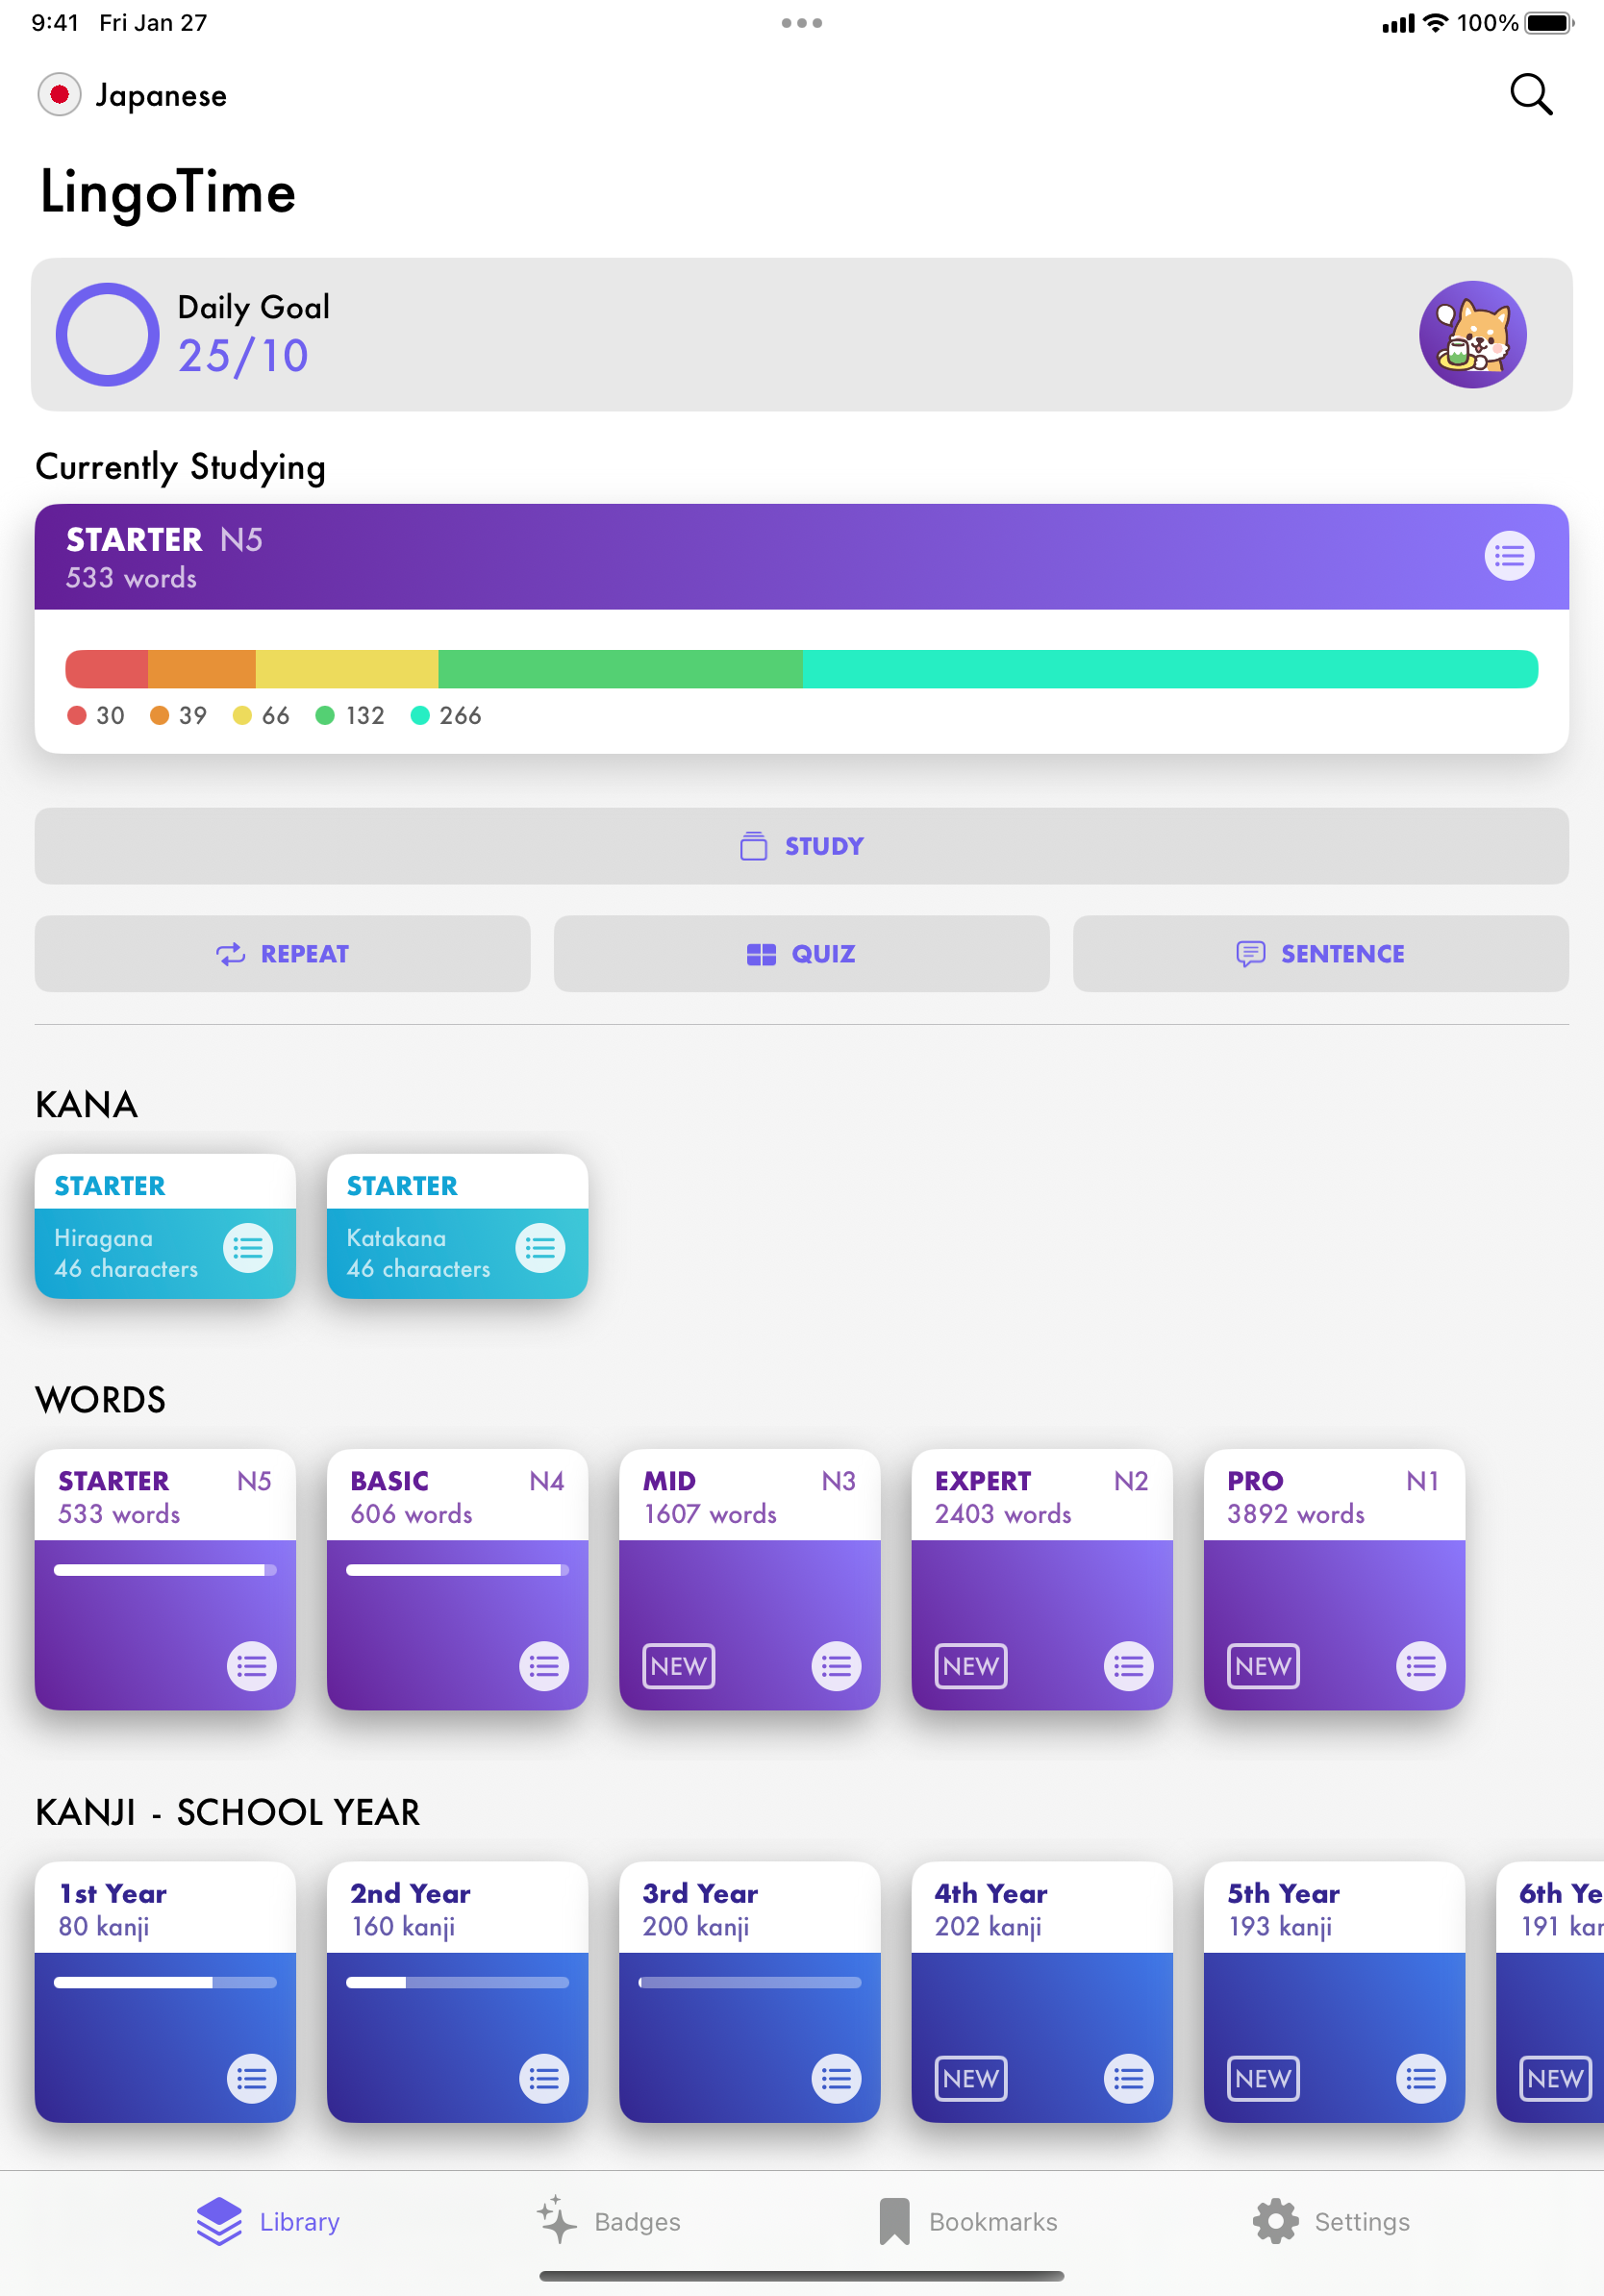 9:41 Fri Jan 27
100%
Japanese
LingoTime
Daily Goal
25/10
Currently Studying
STARTER N5
533 words
30 39 66 132 266
STUDY
REPEAT QUIZ SENTENCE
KANA
STARTER
Hiragana
46 characters
STARTER
Katakana
46 characters
WORDS
STARTER N5
533 words
BASIC N4
606 words
MID N3
1607 words
NEW
EXPERT N2
2403 words
NEW
PRO N1
3892 words
NEW
KANJI - SCHOOL YEAR
1st Year
80 kanji
2nd Year
160 kanji
3rd Year
200 kanji
4th Year
202 kanji
NEW
5th Year
193 kanji
NEW
6th Ye
191 kan
NEW
Library Badges Bookmarks Settings